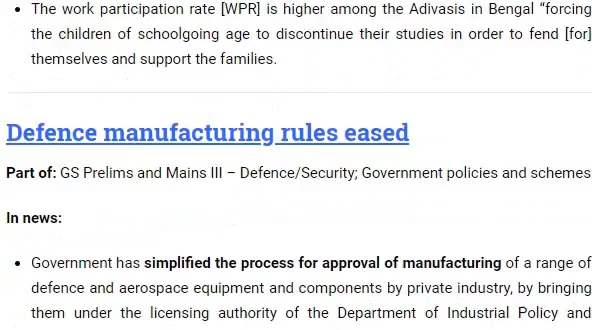 • The work participation rate [WPR] is higher among the Adivasis in Bengal “forcing
the children of schoolgoing age to discontinue their studies in order to fend [for]
themselves and support the families.
Defence manufacturing rules eased
Part of: GS Prelims and Mains III – Defence/Security; Government policies and schemes
In news:
• Government has simplified the process for approval of manufacturing of a range of
defence and aerospace equipment and components by private industry, by bringing
them under the licensing authority of the Department of Industrial Policy and